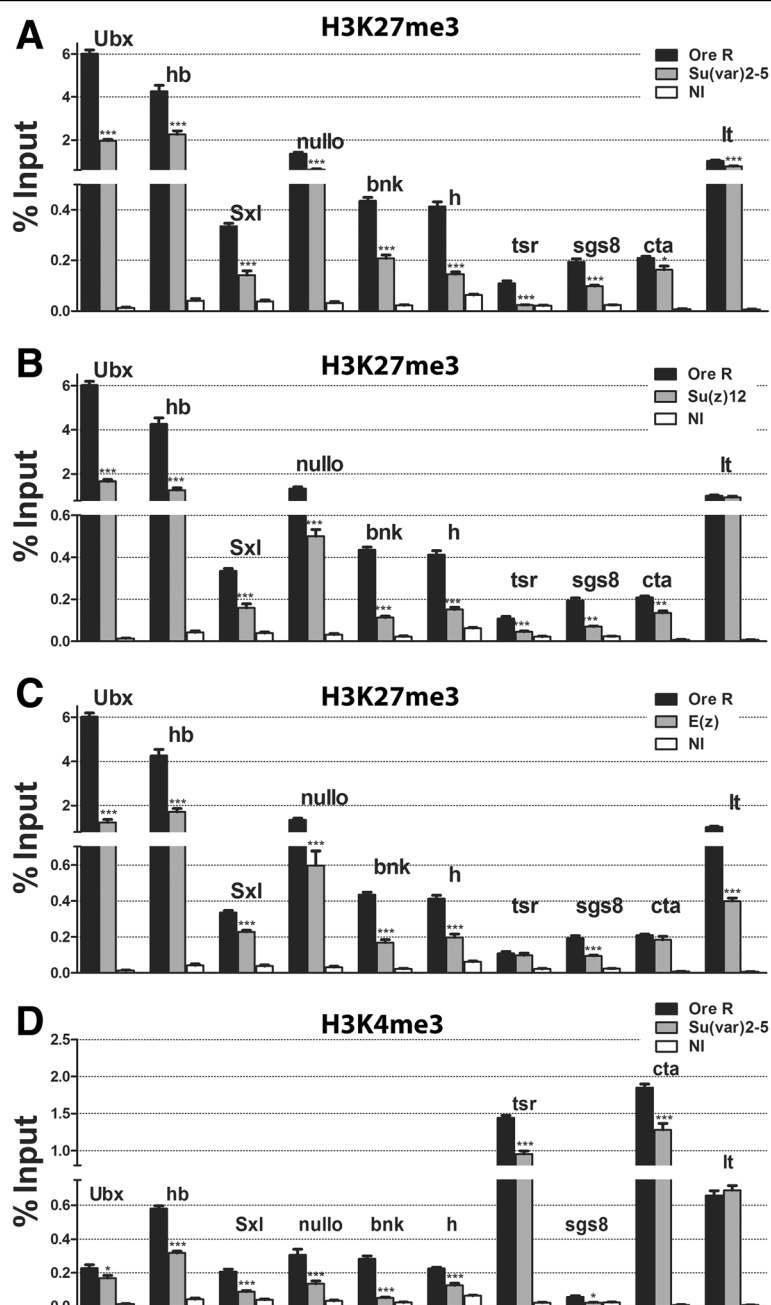 A
H3K27me3
Ubx
hb
Sxl
nullo
bnk
h
tsr
sgs8
cta
lt
Ore R
Su(var)2-5
NI
% Input
6
4
2
0.4
0.2
0.0
***
***
***
***
***
***
***
***
*
***
B
H3K27me3
Ubx
hb
Sxl
nullo
bnk
h
tsr
sgs8
cta
lt
Ore R
Su(z)12
NI
% Input
6
4
2
0.6
0.4
0.2
0.0
***
***
***
***
***
***
***
***
**
C
H3K27me3
Ubx
hb
Sxl
nullo
bnk
h
tsr
sgs8
cta
lt
Ore R
E(z)
NI
% Input
6
4
2
0.6
0.4
0.2
0.0
***
***
***
***
***
***
***
***
D
H3K4me3
Ubx
hb
Sxl
nullo
bnk
h
tsr
sgs8
cta
lt
Ore R
Su(var)2-5
NI
% Input
2.5
2.0
1.5
1.0
0.6
0.4
0.2
0.0
*
***
***
***
***
***
***
*
***